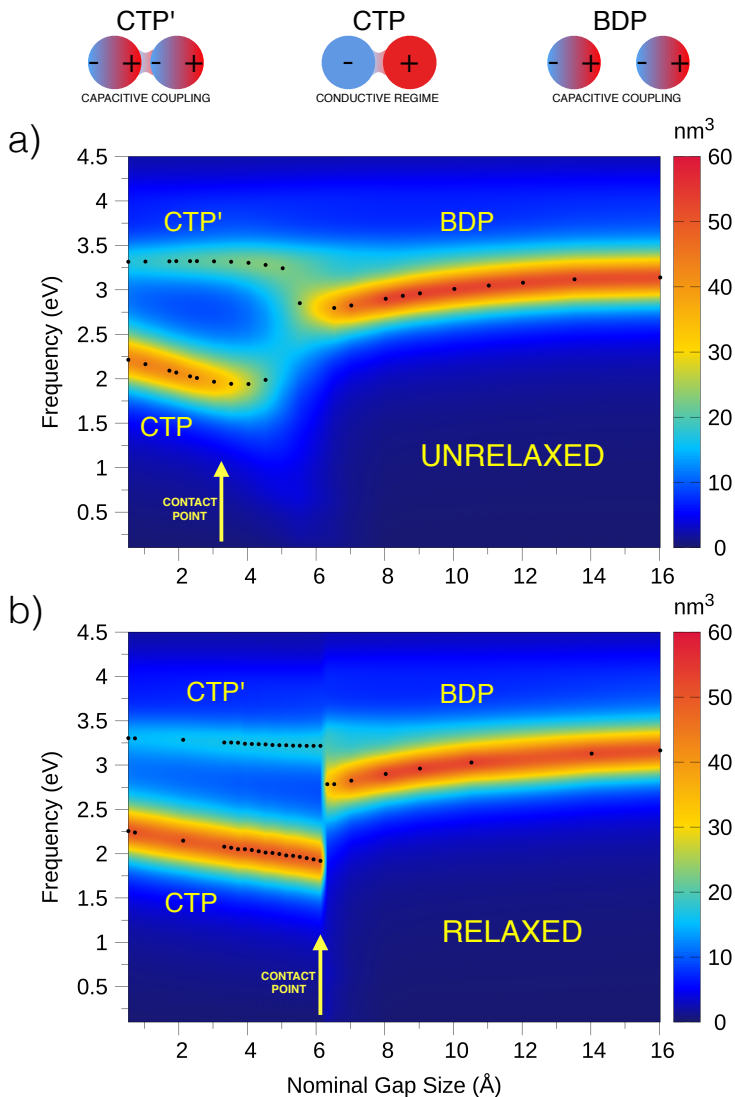 CTP' CTP BDP
- + - + - + - + - +
CAPACITIVE COUPLING CONDUCTIVE REGIME CAPACITIVE COUPLING
a)
nm3
4.5 60
4
CTP' BDP
3.5 50
3 40
2.5
Frequency (eV)
2 30
CTP
1.5 20
UNRELAXED
1
CONTACT
POINT
0.5 10
0
2 4 6 8 10 12 14 16
b)
nm3
4.5 60
4
CTP' BDP
3.5 50
3 40
2.5
Frequency (eV)
2 30
CTP
1.5 20
RELAXED
1
CONTACT
POINT
0.5 10
0
2 4 6 8 10 12 14 16
Nominal Gap Size (Å)